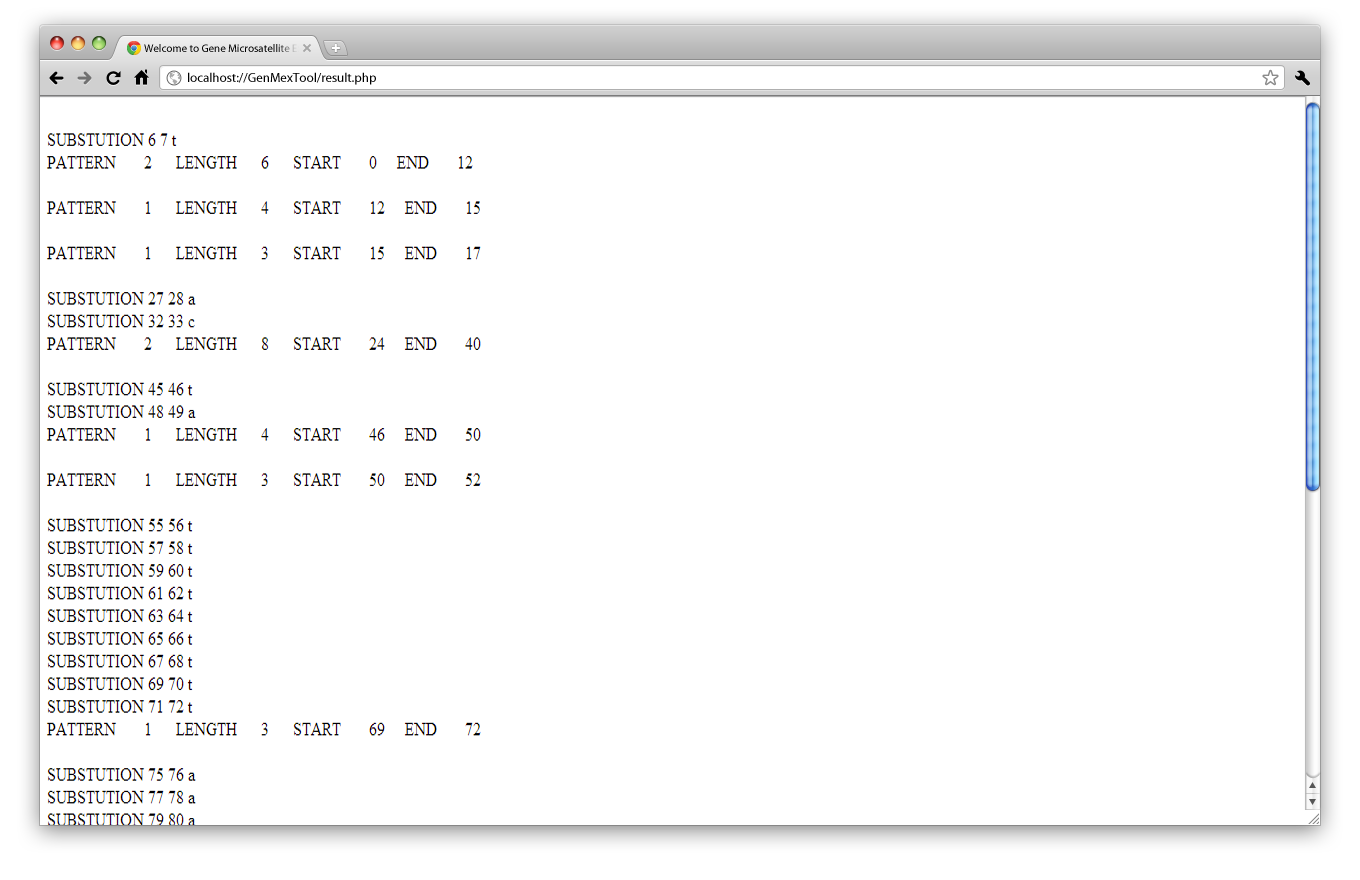 Welcome to Gene Microsatellite E
localhost://GenMexTool/result.php
SUBSTUTION 6 7 t
PATTERN 2 LENGTH 6 START 0 END 12
PATTERN 1 LENGTH 4 START 12 END 15
PATTERN 1 LENGTH 3 START 15 END 17
SUBSTUTION 27 28 a
SUBSTUTION 32 33 c
PATTERN 2 LENGTH 8 START 24 END 40
SUBSTUTION 45 46 t
SUBSTUTION 48 49 a
PATTERN 1 LENGTH 4 START 46 END 50
PATTERN 1 LENGTH 3 START 50 END 52
SUBSTUTION 55 56 t
SUBSTUTION 57 58 t
SUBSTUTION 59 60 t
SUBSTUTION 61 62 t
SUBSTUTION 63 64 t
SUBSTUTION 65 66 t
SUBSTUTION 67 68 t
SUBSTUTION 69 70 t
SUBSTUTION 71 72 t
PATTERN 1 LENGTH 3 START 69 END 72
SUBSTUTION 75 76 a
SUBSTUTION 77 78 a
SUBSTUTION 79 80 a